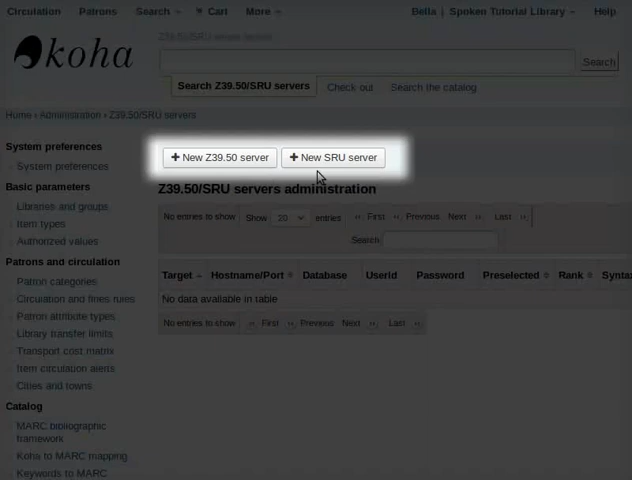 Circulation Patrons Search Cart More Bella | Spoken Tutorial Library Help
koha
Z39.50/SRU server search
Search
Search Z39.50/SRU servers Check out Search the catalog
Home › Administration › Z39.50/SRU servers
System preferences
System preferences
Basic parameters
Libraries and groups
Item types
Authorized values
Patrons and circulation
Patron categories
Circulation and fines rules
Patron attribute types
Library transfer limits
Transport cost matrix
Item circulation alerts
Cities and towns
Catalog
MARC bibliographic
framework
Koha to MARC mapping
Keywords to MARC
+ New Z39.50 server + New SRU server
Z39.50/SRU servers administration
No entries to show Show 20 entries First Previous Next Last
Search:
Target Hostname/Port Database Userid Password Preselected Rank Syntax
No data available in table
No entries to show First Previous Next Last